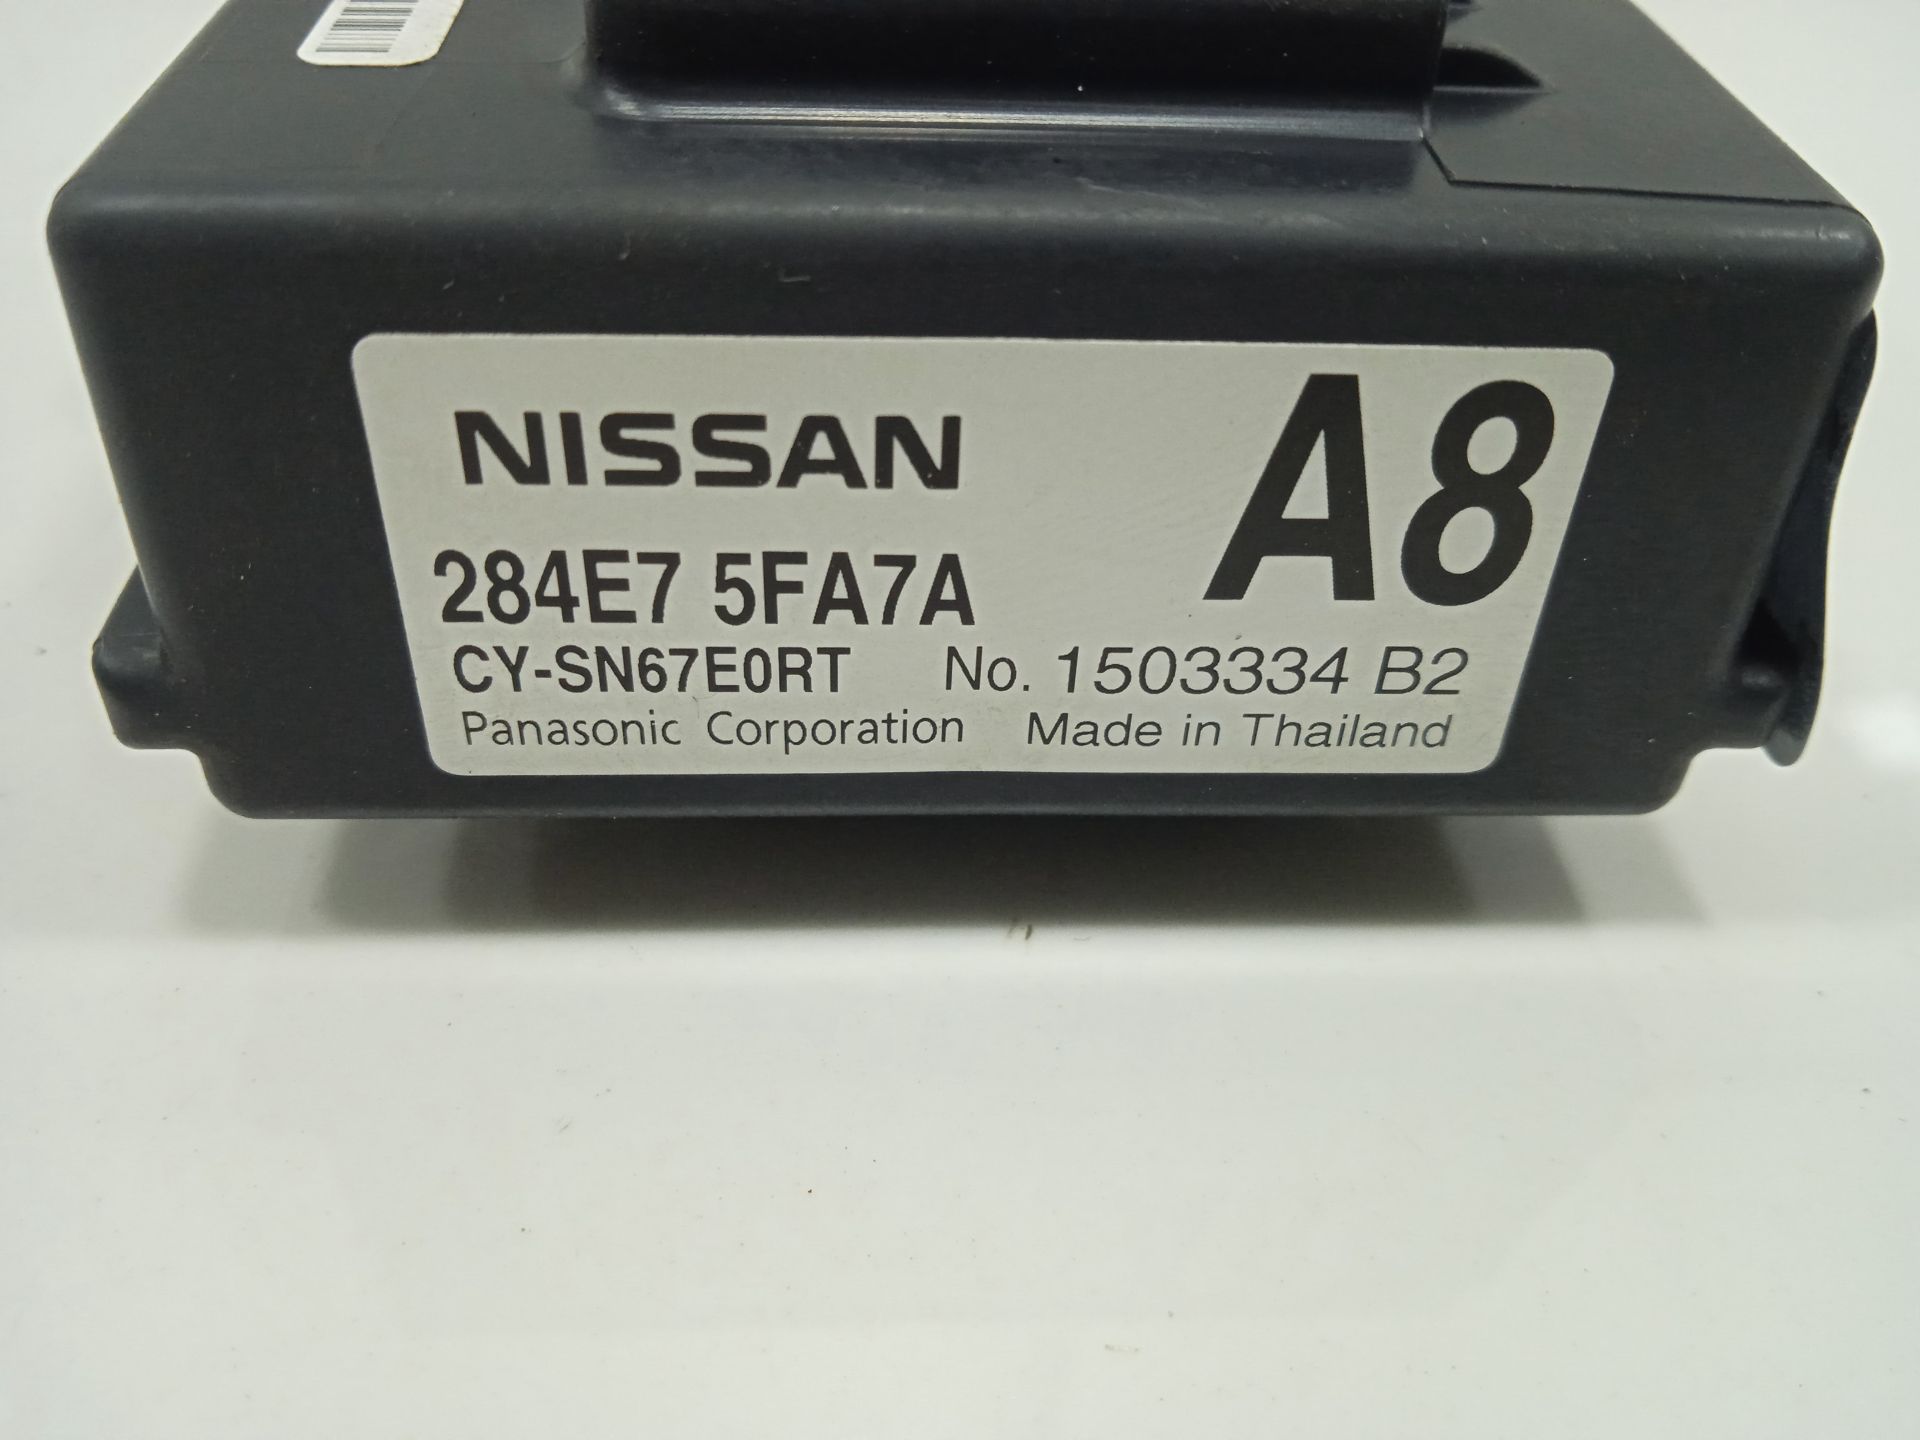 NISSAN A8
284E7 5FA7A
CY-SN67E0RT No. 1503334 B2
Panasonic Corporation Made in Thailand